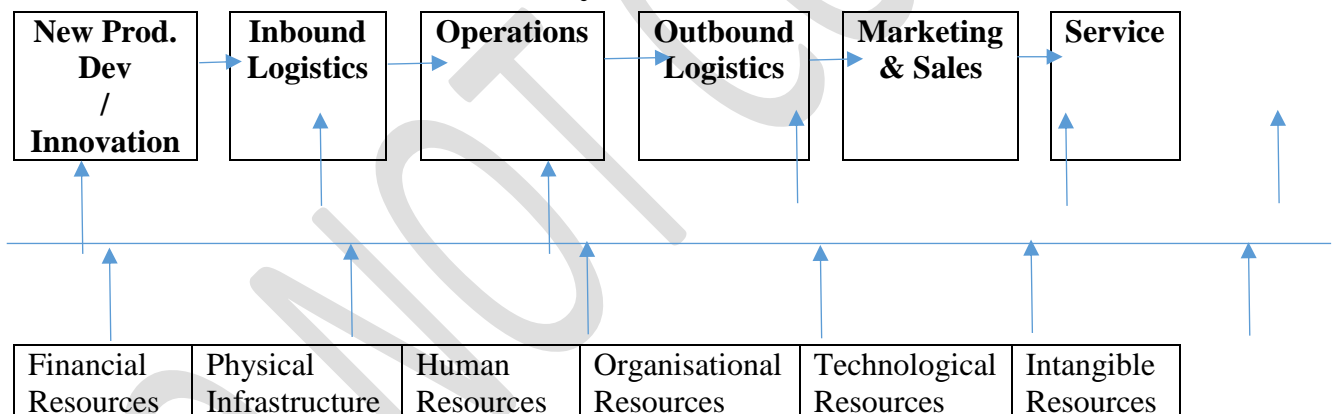 New Prod.
Dev
/
Innovation
Inbound
Logistics
Operations
Outbound
Logistics
Marketing
& Sales
Service
Financial
Resources
Physical
Infrastructure
Human
Resources
Organisational
Resources
Technological
Resources
Intangible
Resources
NOT